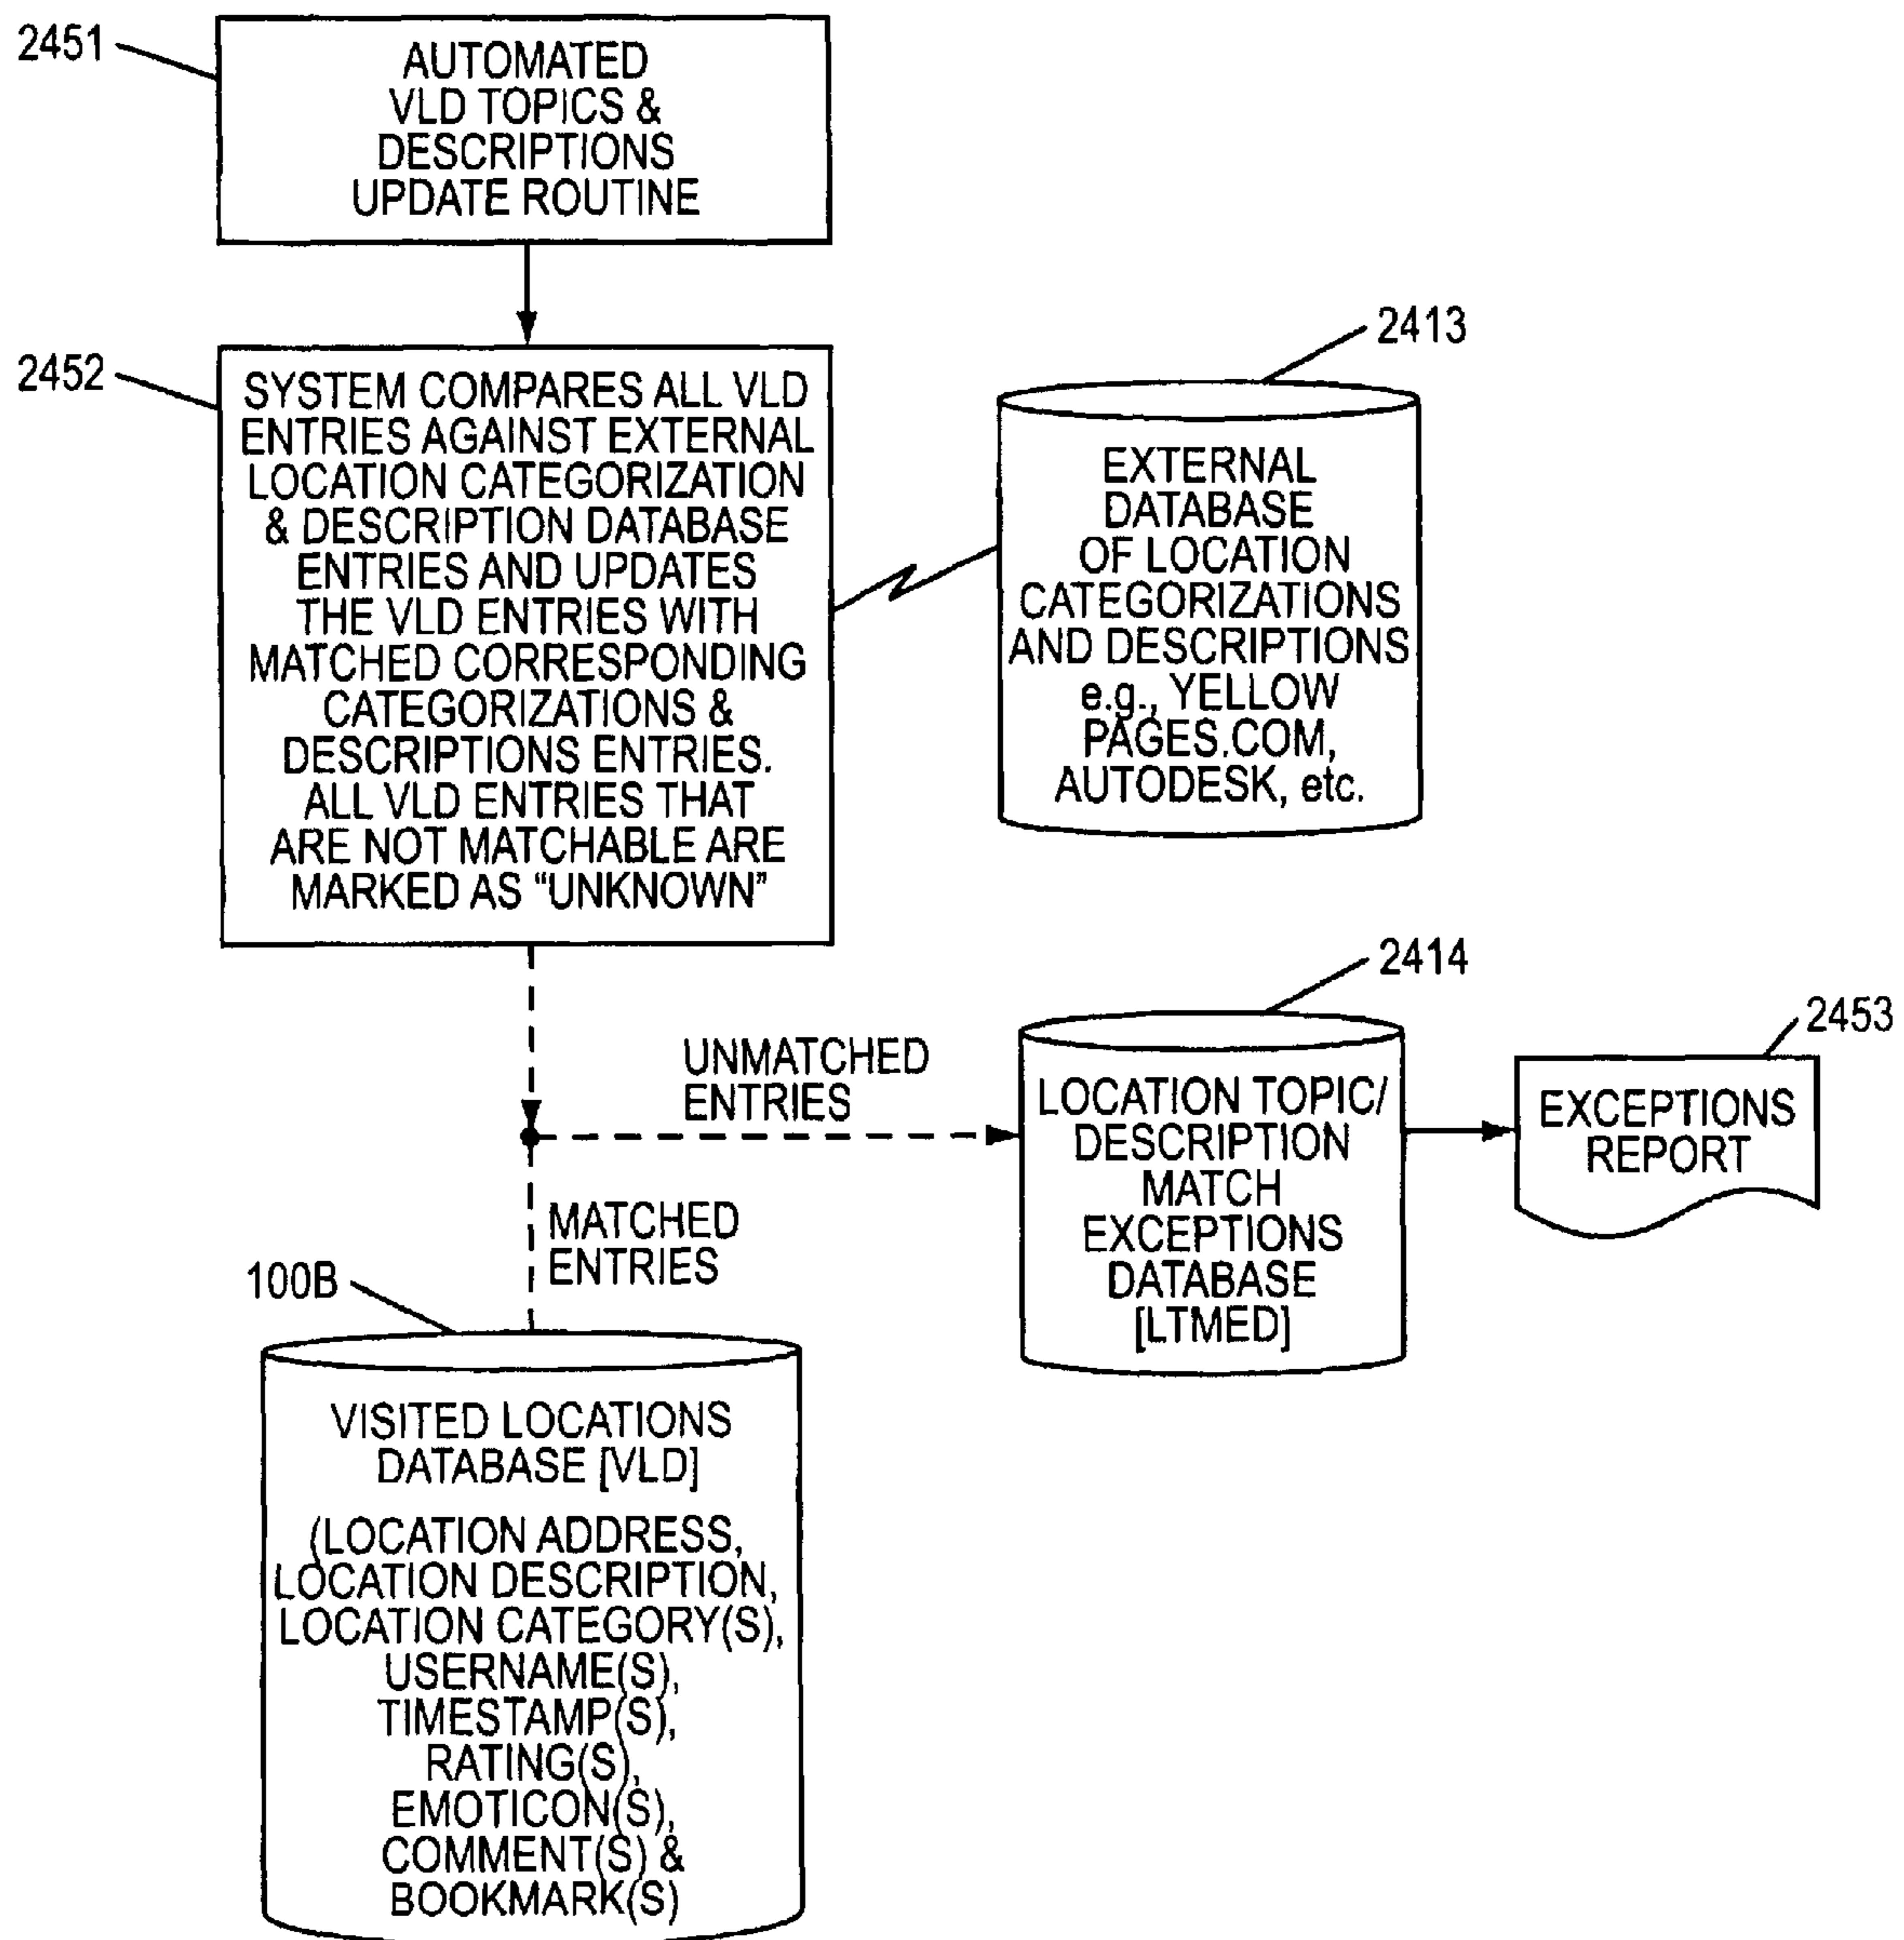 2451
AUTOMATED
VLD TOPICS &
DESCRIPTIONS
UPDATE ROUTINE
2452
SYSTEM COMPARES ALL VLD
ENTRIES AGAINST EXTERNAL
LOCATION CATEGORIZATION
& DESCRIPTION DATABASE
ENTRIES AND UPDATES
THE VLD ENTRIES WITH
MATCHED CORRESPONDING
CATEGORIZATIONS &
DESCRIPTIONS ENTRIES.
ALL VLD ENTRIES THAT
ARE NOT MATCHABLE ARE
MARKED AS “UNKNOWN”
2413
EXTERNAL
DATABASE
OF LOCATION
CATEGORIZATIONS
AND DESCRIPTIONS
e.g., YELLOW
PAGES.COM,
AUTODESK, etc.
UNMATCHED
ENTRIES
2414
LOCATION TOPIC/
DESCRIPTION
MATCH
EXCEPTIONS
DATABASE
[LTMED]
2453
EXCEPTIONS
REPORT
MATCHED
ENTRIES
100B
VISITED LOCATIONS
DATABASE [VLD]
(LOCATION ADDRESS,
LOCATION DESCRIPTION,
LOCATION CATEGORY(S),
USERNAME(S),
TIMESTAMP(S),
RATING(S),
EMOTICON(S),
COMMENT(S) &
BOOKMARK(S)